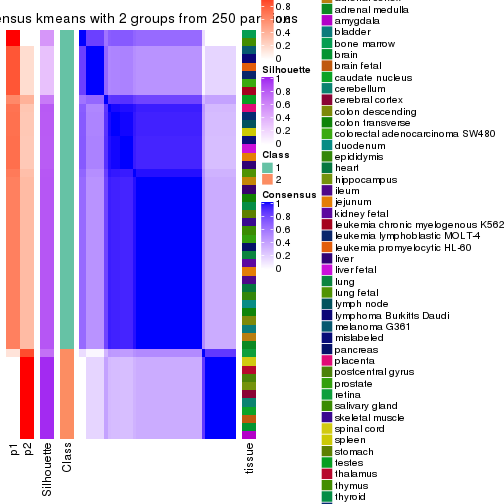 ensus kmeans with 2 groups from 250 par
p1
p2
Silhouette
Class
tissue
0.8
0.6
0.4
0.2
0
Silhouette
1
0.8
0.6
0.4
0.2
0
Class
1
2
Consensus
1
0.8
0.6
0.4
0.2
0
adrenal medulla
amygdala
bladder
bone marrow
brain
brain fetal
caudate nucleus
cerebellum
cerebral cortex
colon descending
colon transverse
colorectal adenocarcinoma SW480
duodenum
epididymis
heart
hippocampus
ileum
jejunum
kidney fetal
leukemia chronic myelogenous K562
leukemia lymphoblastic MOLT-4
leukemia promyelocytic HL-60
liver
liver fetal
lung
lung fetal
lymph node
lymphoma Burkitts Daudi
melanoma G361
mislabeled
pancreas
placenta
postcentral gyrus
prostate
retina
salivary gland
skeletal muscle
spinal cord
spleen
stomach
testes
thalamus
thymus
thyroid